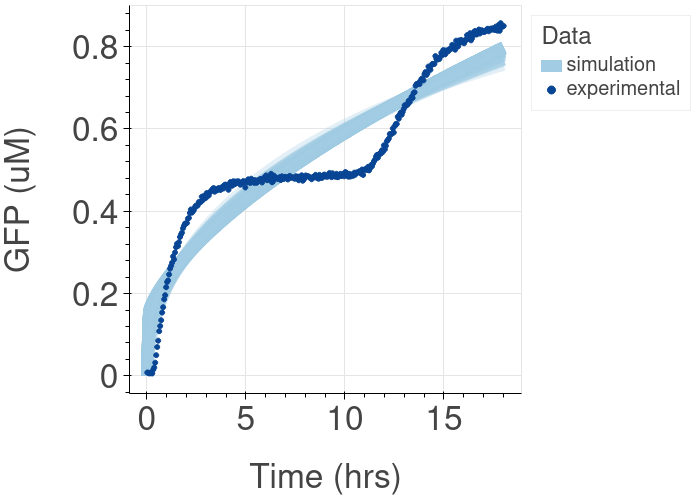 Data
simulation
experimental
GFP (uM)
0.8
0.6
0.4
0.2
0
0 5 10 15
Time (hrs)